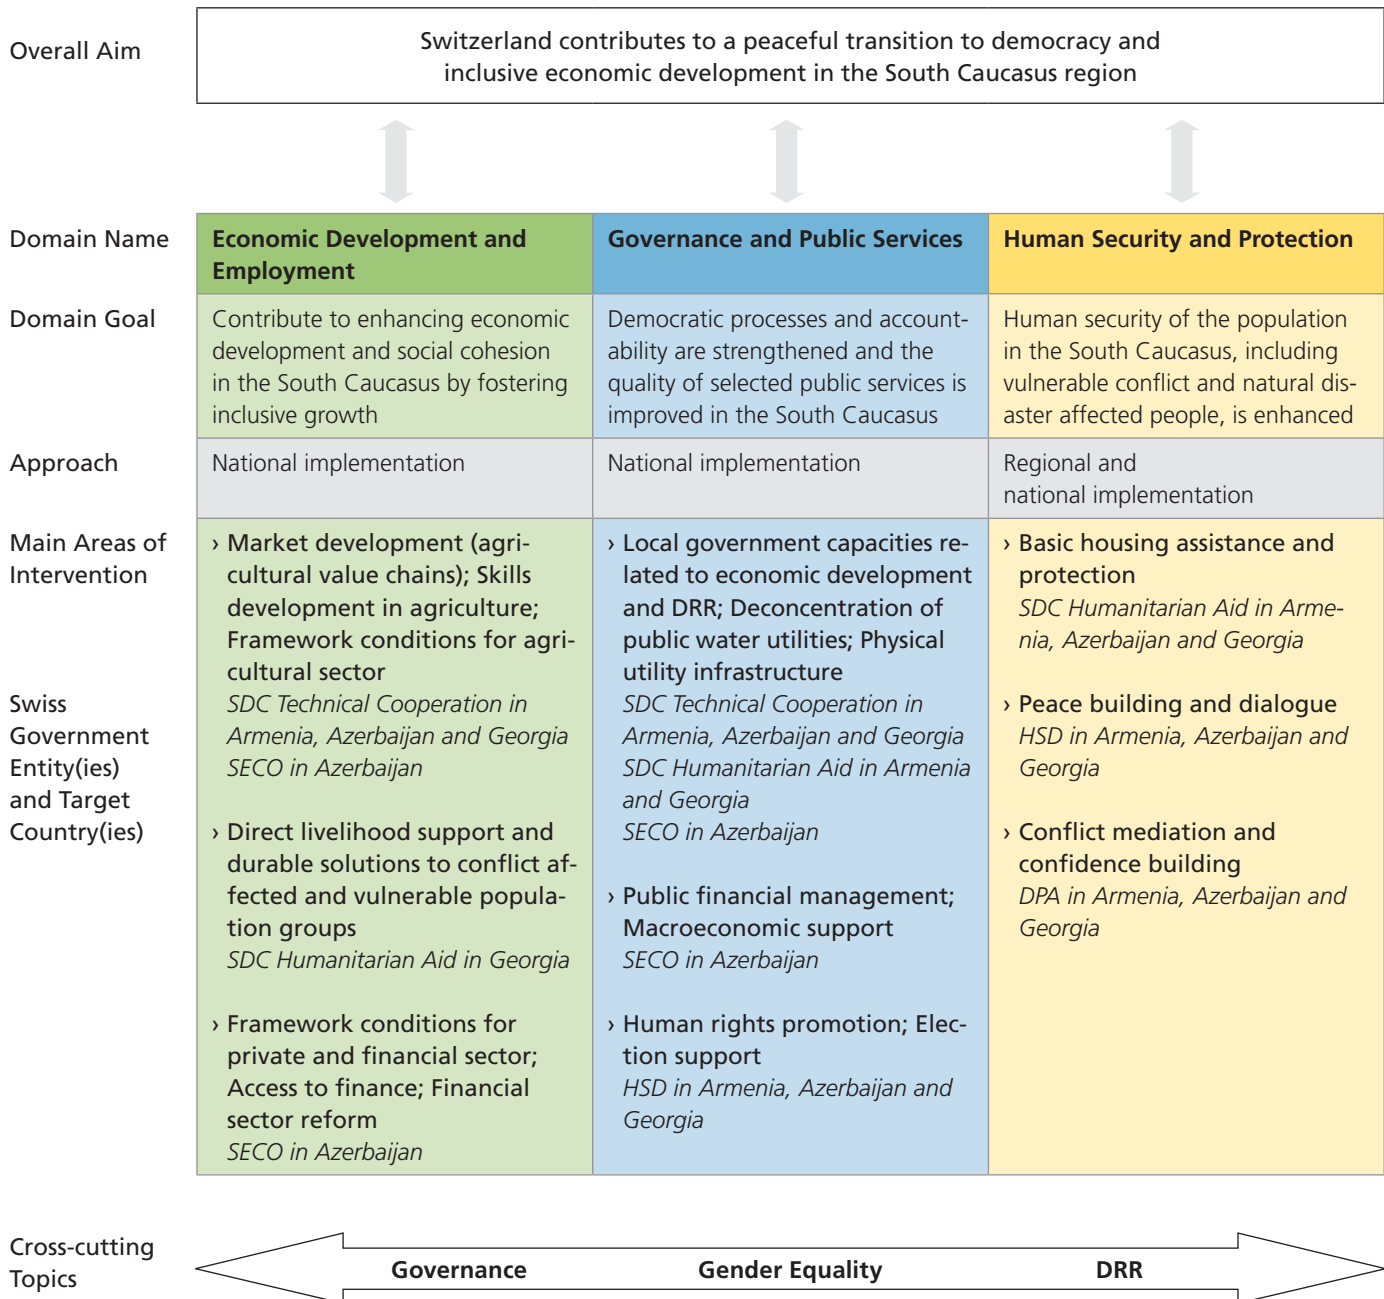 Overall Aim
Switzerland contributes to a peaceful transition to democracy and
inclusive economic development in the South Caucasus region
Domain Name
Economic Development and
Employment
Governance and Public Services
Human Security and Protection
Domain Goal
Contribute to enhancing economic
development and social cohesion
in the South Caucasus by fostering
inclusive growth
Democratic processes and account-
ability are strengthened and the
quality of selected public services is
improved in the South Caucasus
Human security of the population
in the South Caucasus, including
vulnerable conflict and natural dis-
aster affected people, is enhanced
Approach
National implementation
National implementation
Regional and
national implementation
Main Areas of
Intervention
Swiss
Government
Entity(ies)
and Target
Country(ies)
› Market development (agri-
cultural value chains); Skills
development in agriculture;
Framework conditions for agri-
cultural sector
SDC Technical Cooperation in
Armenia, Azerbaijan and Georgia
SECO in Azerbaijan
› Direct livelihood support and
durable solutions to conflict af-
fected and vulnerable popula-
tion groups
SDC Humanitarian Aid in Georgia
› Framework conditions for
private and financial sector;
Access to finance; Financial
sector reform
SECO in Azerbaijan
› Local government capacities re-
lated to economic development
and DRR; Deconcentration of
public water utilities; Physical
utility infrastructure
SDC Technical Cooperation in
Armenia, Azerbaijan and Georgia
SDC Humanitarian Aid in Armenia
and Georgia
SECO in Azerbaijan
› Public financial management;
Macroeconomic support
SECO in Azerbaijan
› Human rights promotion; Elec-
tion support
HSD in Armenia, Azerbaijan and
Georgia
› Basic housing assistance and
protection
SDC Humanitarian Aid in Arme-
nia, Azerbaijan and Georgia
› Peace building and dialogue
HSD in Armenia, Azerbaijan and
Georgia
› Conflict mediation and
confidence building
DPA in Armenia, Azerbaijan and
Georgia
Cross-cutting
Topics
Governance
Gender Equality
DRR